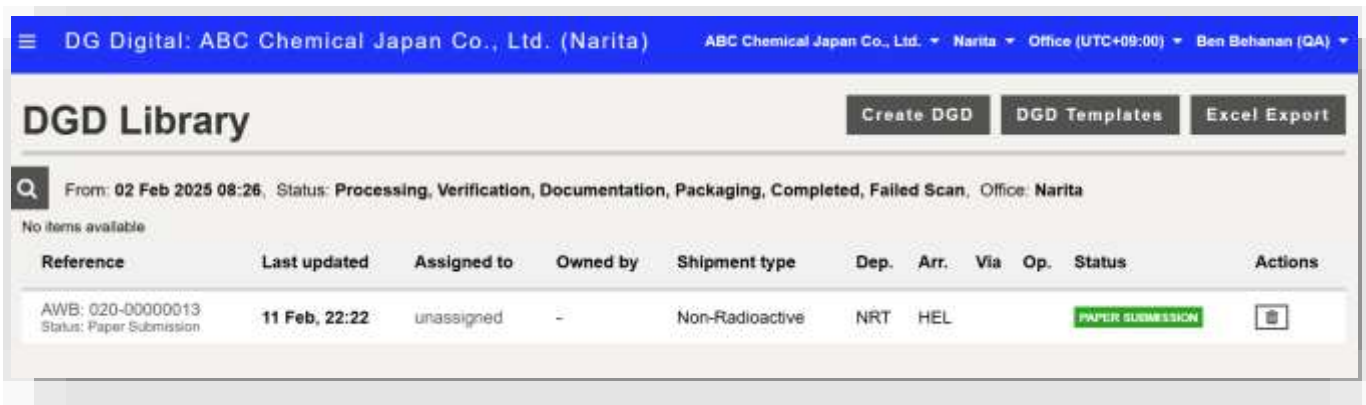 DG Digital: ABC Chemical Japan Co., Ltd. (Narita) ABC Chemical Japan Co., Ltd. Narita Office (UTC+09:00) Ben Behanan (QA)
DGD Library Create DGD DGD Templates Excel Export
From: 02 Feb 2025 08:26, Status: Processing, Verification, Documentation, Packaging, Completed, Failed Scan, Office: Narita
No items available
Reference Last updated Assigned to Owned by Shipment type Dep. Arr. Via Op. Status Actions
AWB: 020-00000013 11 Feb, 22:22 unassigned - Non-Radioactive NRT HEL PAPER SUBMISSION
Status: Paper Submission